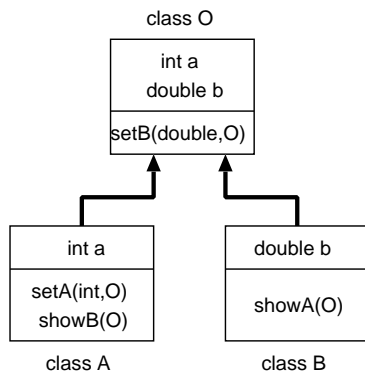 class O
int a
double b
setB(double,O)
int a
setA(int,O)
showB(O)
class A
double b
showA(O)
class B